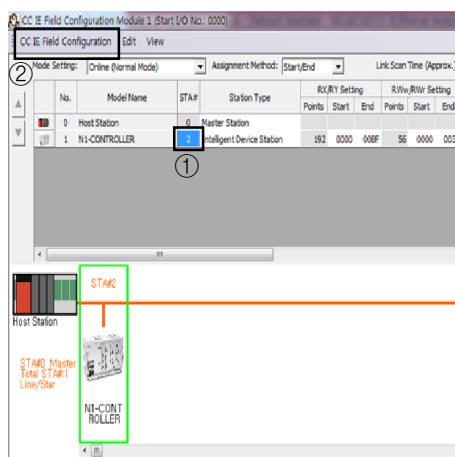 CC IE Field Configuration Module 1 (Start I/O No.: 0000)
CC IE Field Configuration Edit View
② Mode Setting: Online (Normal Mode) Assignment Method: Start/End Link Scan Time (Approx.)
No. Model Name STA# Station Type RX/RY Setting RWw/RWr Setting
Points Start End Points Start End
0 Host Station 0 Master Station
1 N1-CONTROLLER 2 Intelligent Device Station 192 0000 00BF 56 0000 003
①
STA#2
Host Station
STA#0 Master
Total STA#:1
Line/Star
N1-CONT
ROLLER